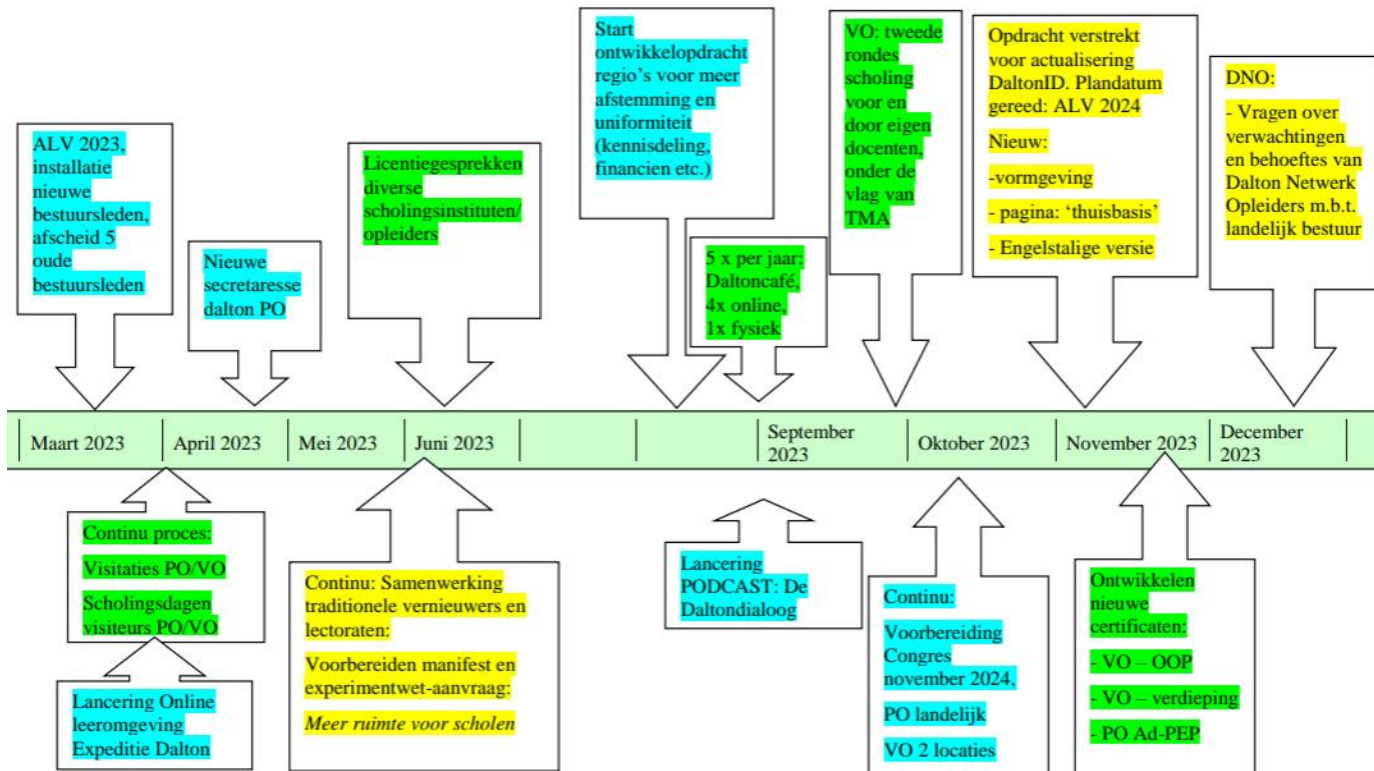 ALV 2023,
installatie
nieuwe
bestuursleden,
afscheid 5
oude
bestuursleden
Nieuwe
secretaresse
dalton PO
Licentiegesprekken
diverse
scholingsinstituten/
opleiders
Start
ontwikkelopdracht
regio's voor meer
afstemming en
uniformiteit
(kennisdeling,
financien etc.)
5 x per jaar;
Daltoncafé,
4x online,
1x fysiek
VO: tweede
rondes
scholing
voor en
door eigen
docenten,
onder de
vlag van
TMA
Opdracht verstrekt
voor actualisering
DaltonID. Plandatum
gereed: ALV 2024
Nieuw:
-vormgeving
- pagina: 'thuisbasis'
- Engelstalige versie
DNO:
- Vragen over
verwachtingen
en behoeftes van
Dalton Netwerk
Opleiders m.b.t.
landelijk bestuur
Maart 2023
April 2023
Mei 2023
Juni 2023
September
2023
Oktober 2023
November 2023
December
2023
Continu proces:
Visitaties PO/VO
Scholingsdagen
visiteurs PO/VO
Lancering Online
leeromgeving
Expeditie Dalton
Continu: Samenwerking
traditionele vernieuwers en
lectoraten:
Voorbereiden manifest en
experimentwet-aanvraag:
Meer ruimte voor scholen
Lancering
PODCAST: De
Daltondialoog
Continu:
Voorbereiding
Congres
november 2024,
PO landelijk
VO 2 locaties
Ontwikkelen
nieuwe
certificaten:
- VO – OOP
- VO – verdieping
- PO Ad-PEP